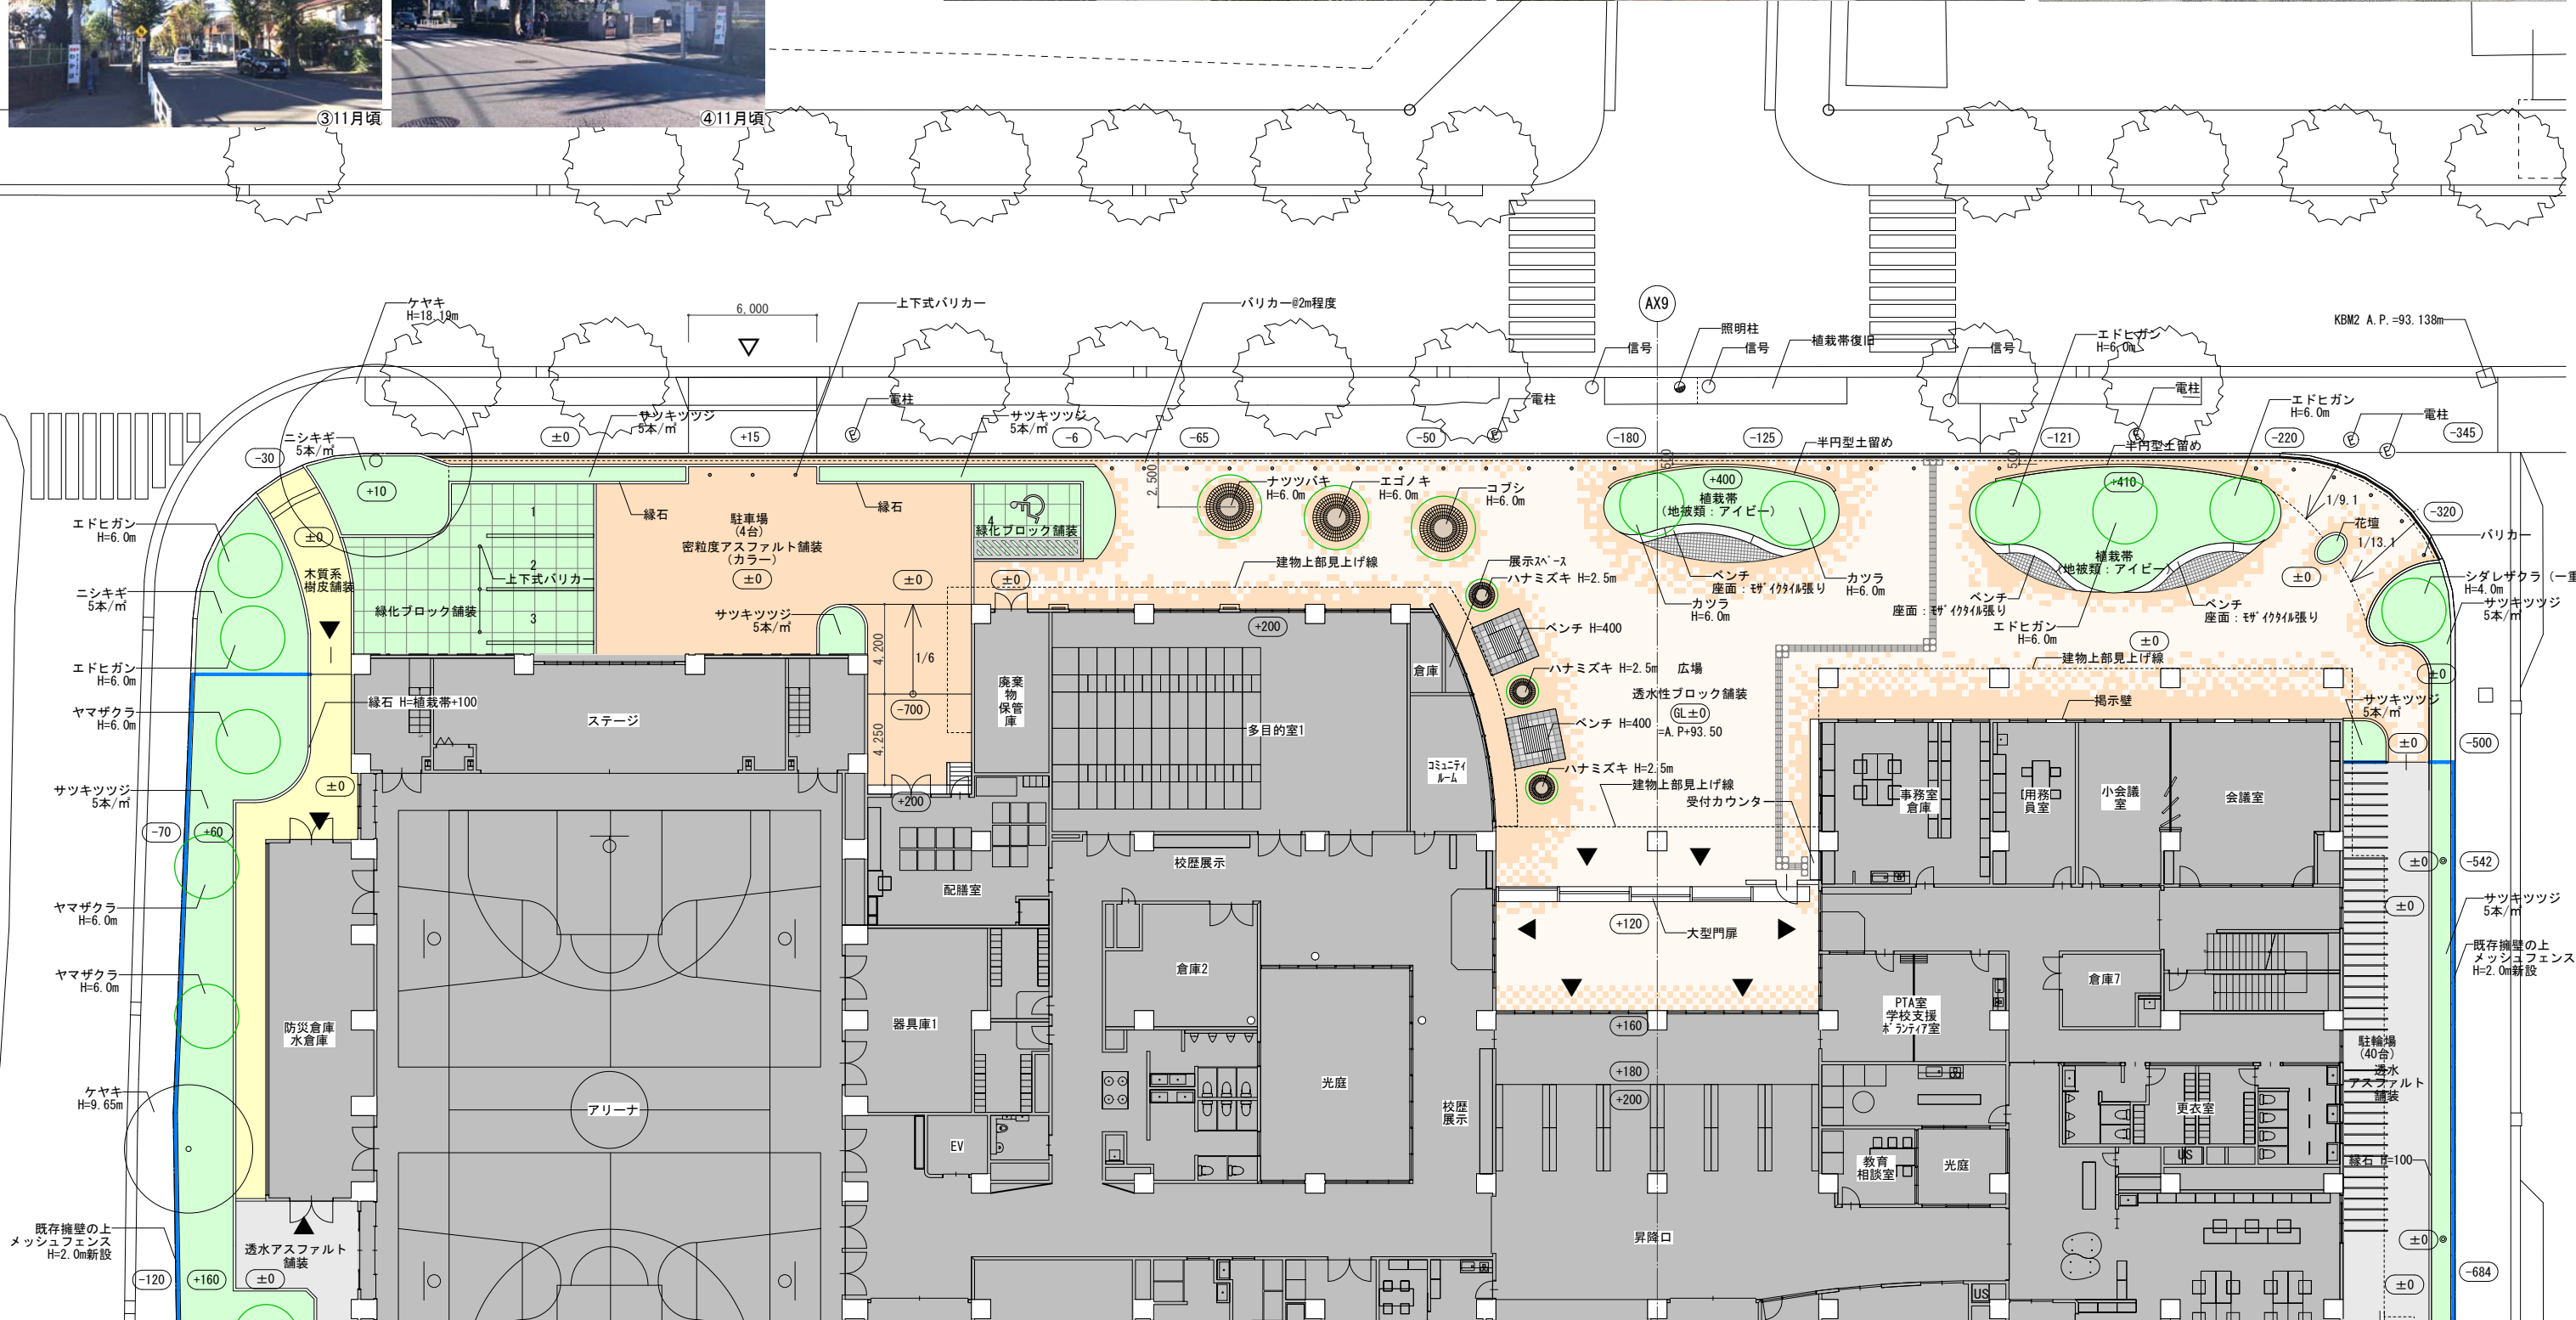 ③11月頃
④11月頃
ケヤキ
H=18.19m
6,000
上下式バリカー
バリカー@2m程度
AX9
照明柱
信号
信号
植栽帯復旧
信号
エドヒガン
H=6.0m
KBM2 A.P.=93.138m
電柱
電柱
電柱
エドヒガン
H=6.0m
電柱
ニシキギ
5本/㎡
サツキツツジ
5本/㎡
サツキツツジ
5本/㎡
-30
±0
+15
-6
-65
-50
-180
-125
-121
-220
-345
半円型土留め
半円型土留め
500
500
+10
2,500
ナツツバキ
H=6.0m
エゴノキ
H=6.0m
コブシ
H=6.0m
+400
植栽帯
(地被類：アイビー)
+410
植栽帯
(地被類：アイビー)
1/9.1
1/13.1
花壇
-320
バリカー
エドヒガン
H=6.0m
±0
木質系
樹皮舗装
1
2
3
4
縁石
縁石
駐車場
(4台)
密粒度アスファルト舗装
(カラー)
±0
±0
±0
緑化ブロック舗装
緑化ブロック舗装
上下式バリカー
建物上部見上げ線
展示スペース
ハナミズキ H=2.5m
ベンチ
座面：モザイクタイル張り
カツラ
H=6.0m
カツラ
H=6.0m
ベンチ
座面：モザイクタイル張り
ベンチ
座面：モザイクタイル張り
エドヒガン
H=6.0m
±0
±0
シダレザクラ（一重
H=4.0m
サツキツツジ
5本/㎡
ニシキギ
5本/㎡
エドヒガン
H=6.0m
サツキツツジ
5本/㎡
4,200
1/6
-700
4,250
+200
+200
ベンチ H=400
倉庫
ハナミズキ H=2.5m
広場
透水性ブロック舗装
GL±0
=A.P+93.50
ベンチ H=400
建物上部見上げ線
掲示壁
±0
サツキツツジ
5本/㎡
±0
-500
ヤマザクラ
H=6.0m
縁石 H=植栽帯+100
ステージ
廃棄
物
保管
庫
多目的室1
コミュニティ
ルーム
ハナミズキ H=2.5m
建物上部見上げ線
受付カウンター
事務室
倉庫
用務
員室
小会議
室
会議室
サツキツツジ
5本/㎡
±0
-70
+60
配膳室
校歴展示
±0
-542
ヤマザクラ
H=6.0m
±0
サツキツツジ
5本/㎡
+120
大型門扉
既存擁壁の上
メッシュフェンス
H=2.0m新設
ヤマザクラ
H=6.0m
倉庫2
倉庫7
防災倉庫
水倉庫
器具庫1
PTA室
学校支援
ボランティア室
+160
駐輪場
(40台)
透水
アスファルト
舗装
+180
+200
ケヤキ
H=9.65m
アリーナ
光庭
校歴
展示
更衣室
EV
教育
相談室
光庭
US
縁石 H=100
既存擁壁の上
メッシュフェンス
H=2.0m新設
透水アスファルト
舗装
昇降口
±0
-120
+160
±0
±0
-684
US